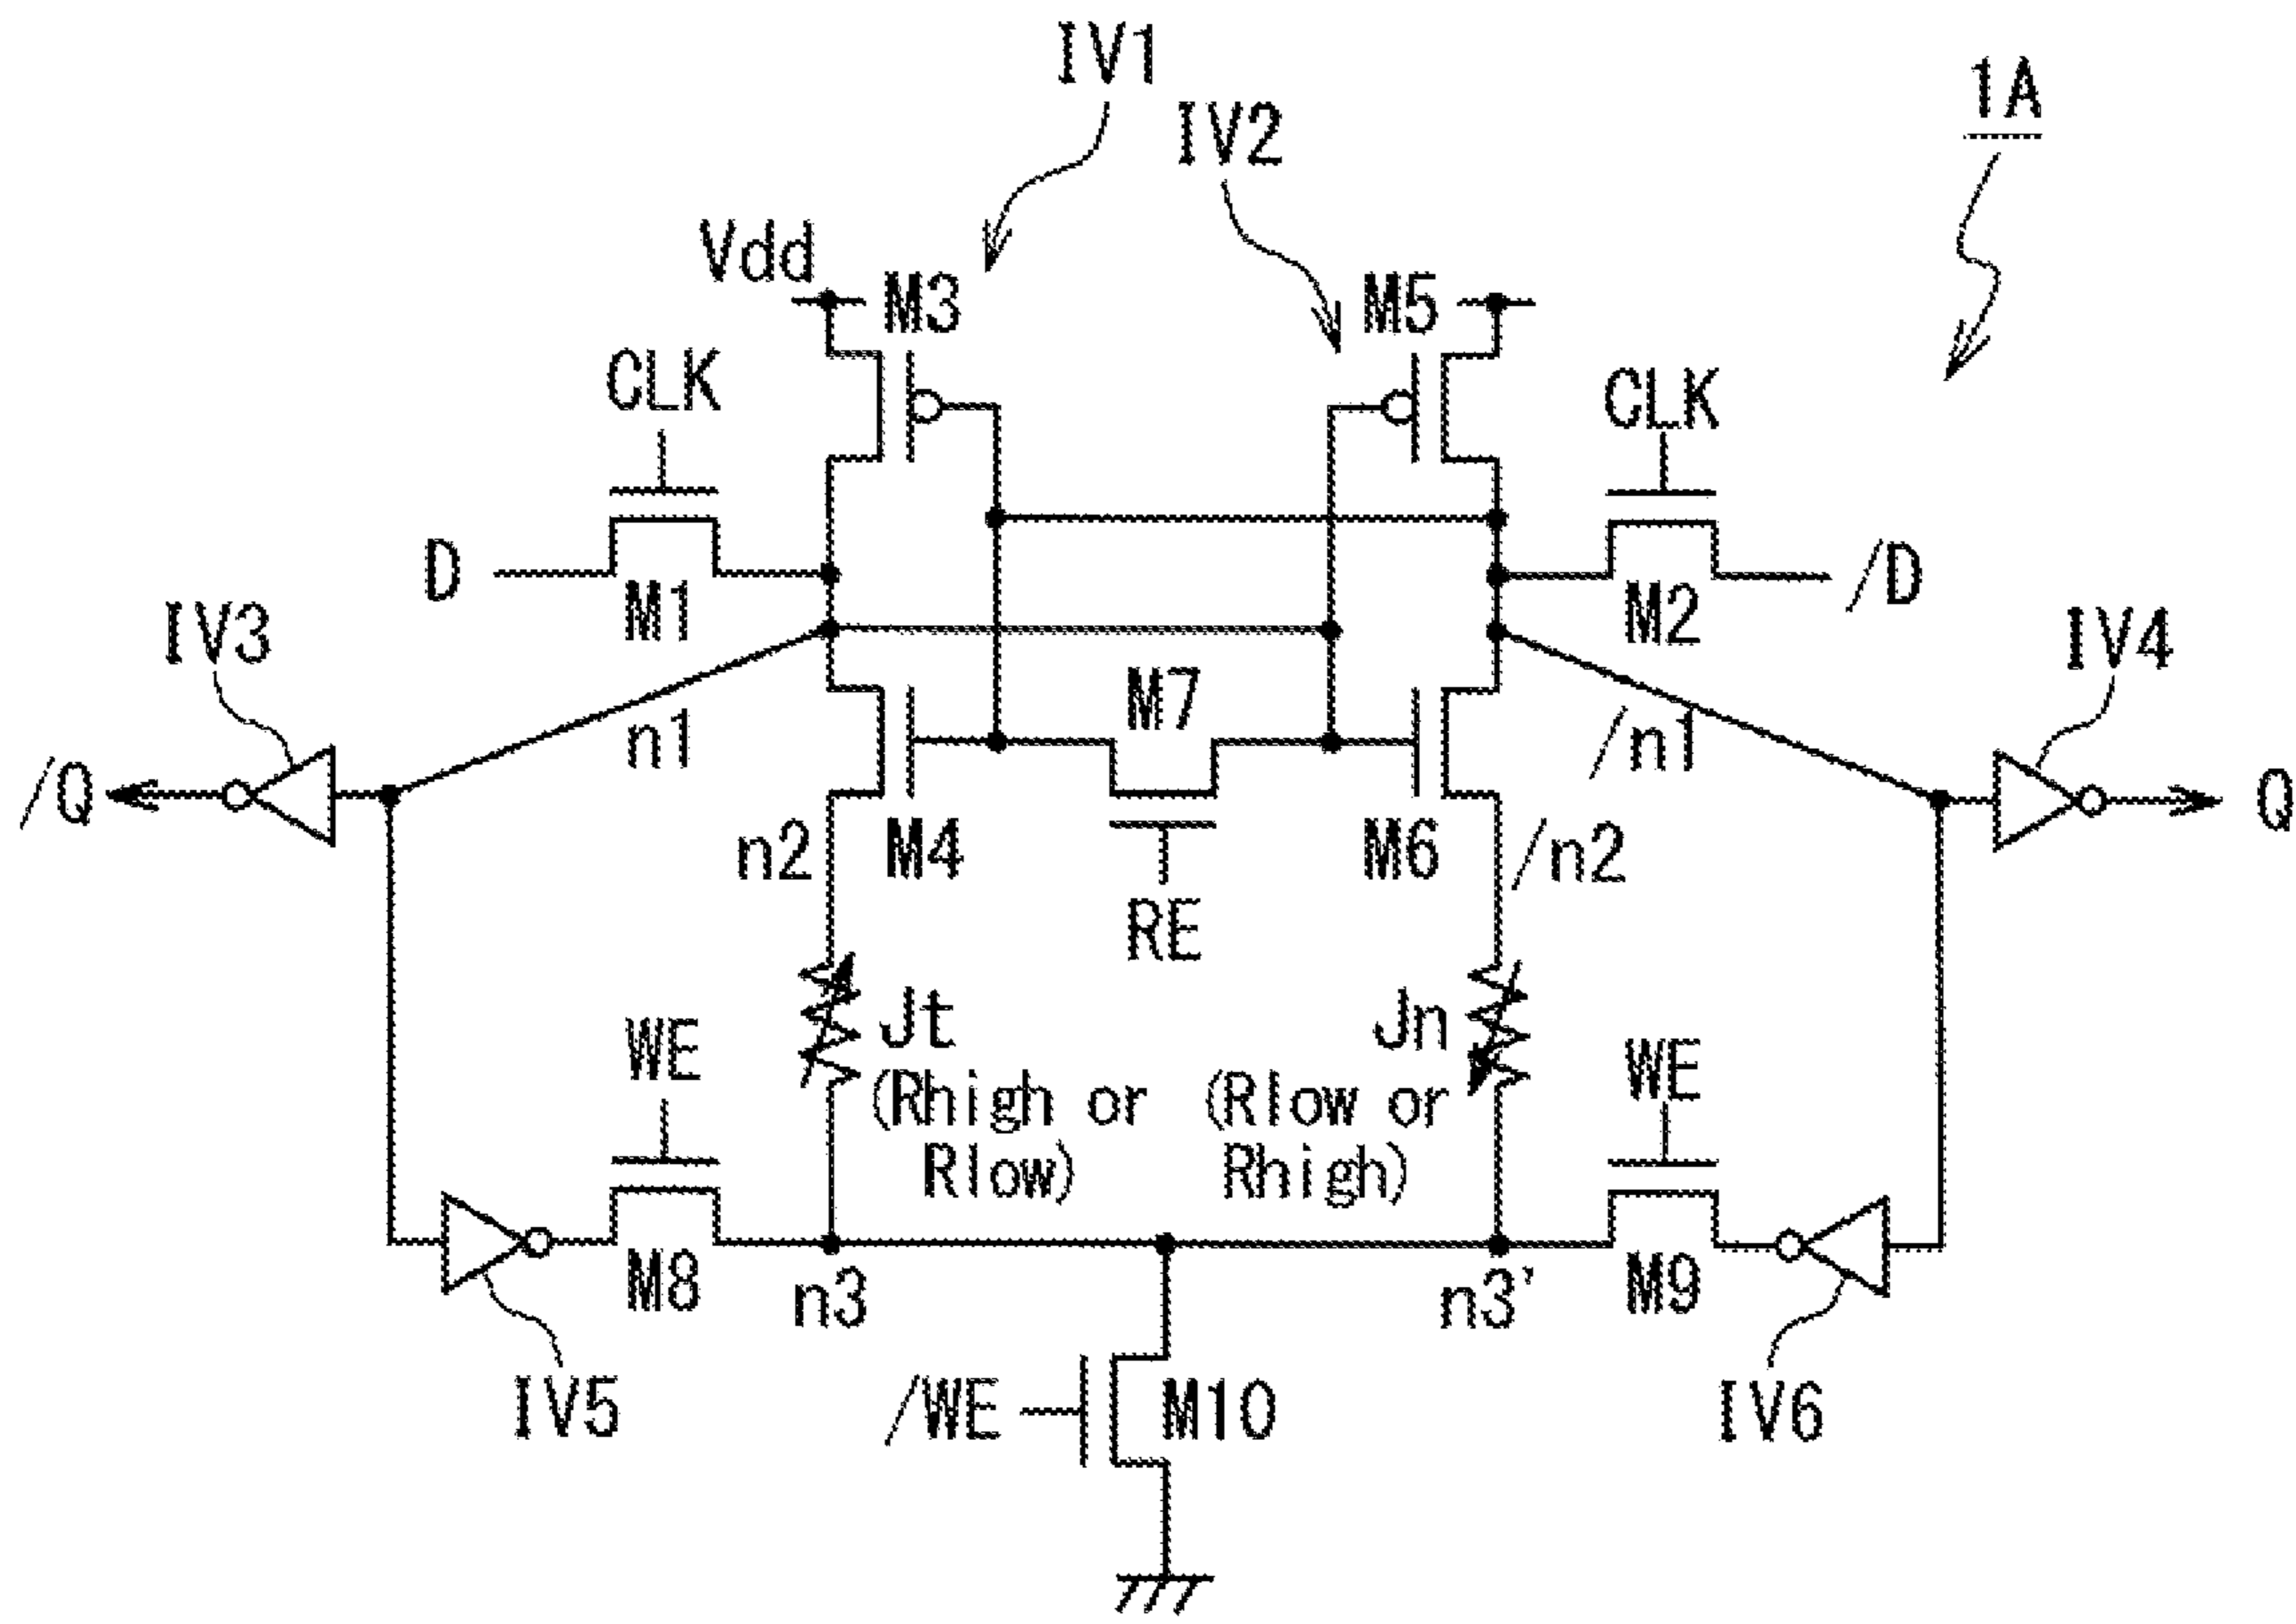 IV1
1A
IV2
Vdd
M3
M5
CLK
CLK
D
M1
M2
/D
IV3
IV4
n1
M7
/n1
/Q
Q
n2
M4
M6
/n2
RE
Jt
Jn
WE
WE
(Rhigh or
Rlow)
(Rlow or
Rhigh)
M8
n3
n3'
M9
IV5
/WE
M10
IV6